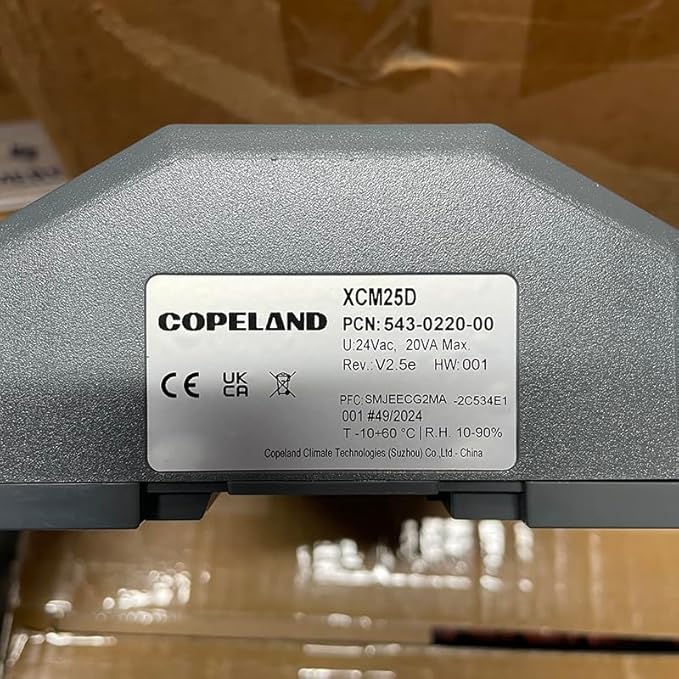 COPELAND
XCM25D
PCN: 543-0220-00
U:24Vac, 20VA Max.
Rev.: V2.5e HW:001
CE UK CA
PFC: SMJEECG2MA -2C534E1
001 #49/2024
T -10+60 °C | R.H. 10-90%
Copeland Climate Technologies (Suzhou) Co.,Ltd - China